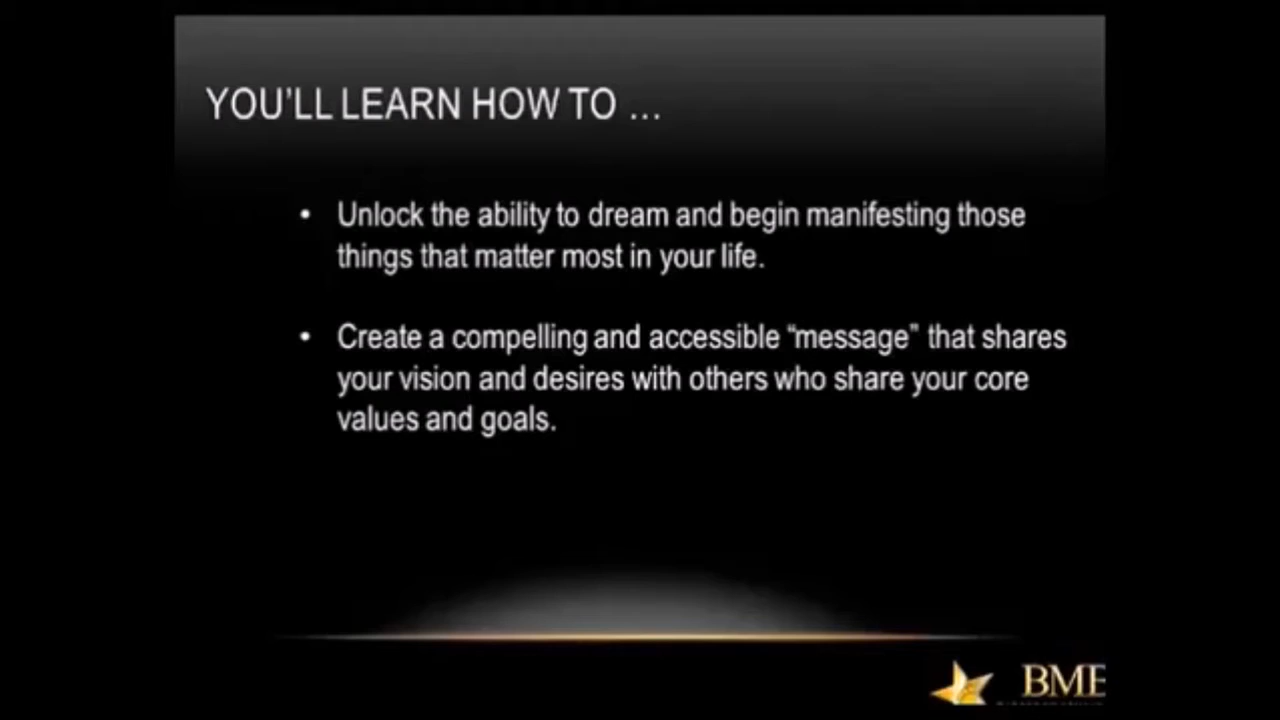 YOU'LL LEARN HOW TO ...
• Unlock the ability to dream and begin manifesting those
things that matter most in your life.
• Create a compelling and accessible “message” that shares
your vision and desires with others who share your core
values and goals.
BME